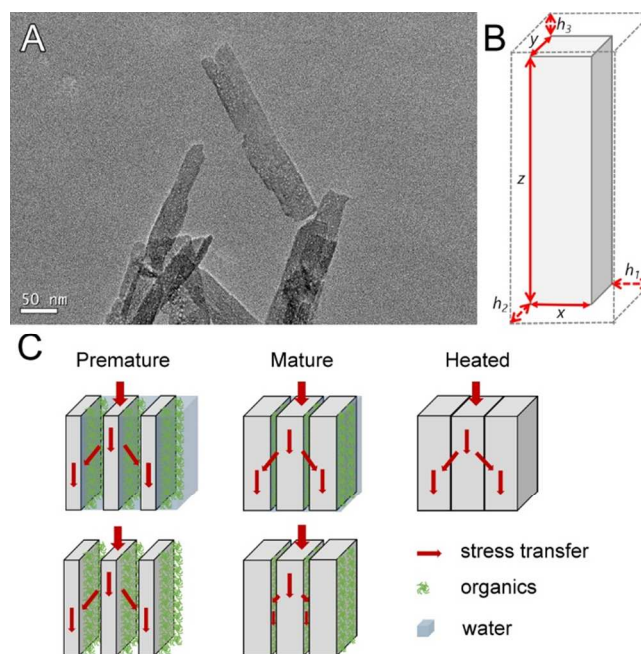 A
50 nm
B
h3
y
z
h1
h2
x
C
Premature
Mature
Heated
stress transfer
organics
water